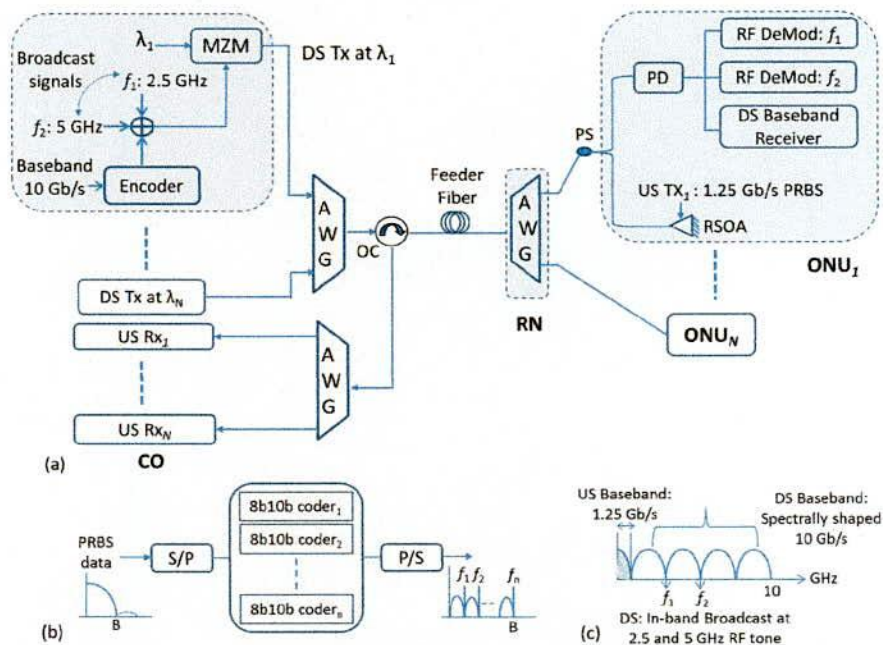 λ1
MZM
DS Tx at λ1
Broadcast
signals
f1: 2.5 GHz
f2: 5 GHz
Baseband
10 Gb/s
Encoder
A
W
G
OC
Feeder
Fiber
A
W
G
RN
PS
PD
RF DeMod: f1
RF DeMod: f2
DS Baseband
Receiver
US TX1 : 1.25 Gb/s PRBS
RSOA
ONU1
ONUN
DS Tx at λN
US Rx1
A
W
G
US RxN
CO
(a)
PRBS
data
B
S/P
8b10b coder1
8b10b coder2
8b10b codern
P/S
f1 f2 fn
B
(b)
US Baseband:
1.25 Gb/s
DS Baseband:
Spectrally shaped
10 Gb/s
10
GHz
f1 f2
DS: In-band Broadcast at
2.5 and 5 GHz RF tone
(c)